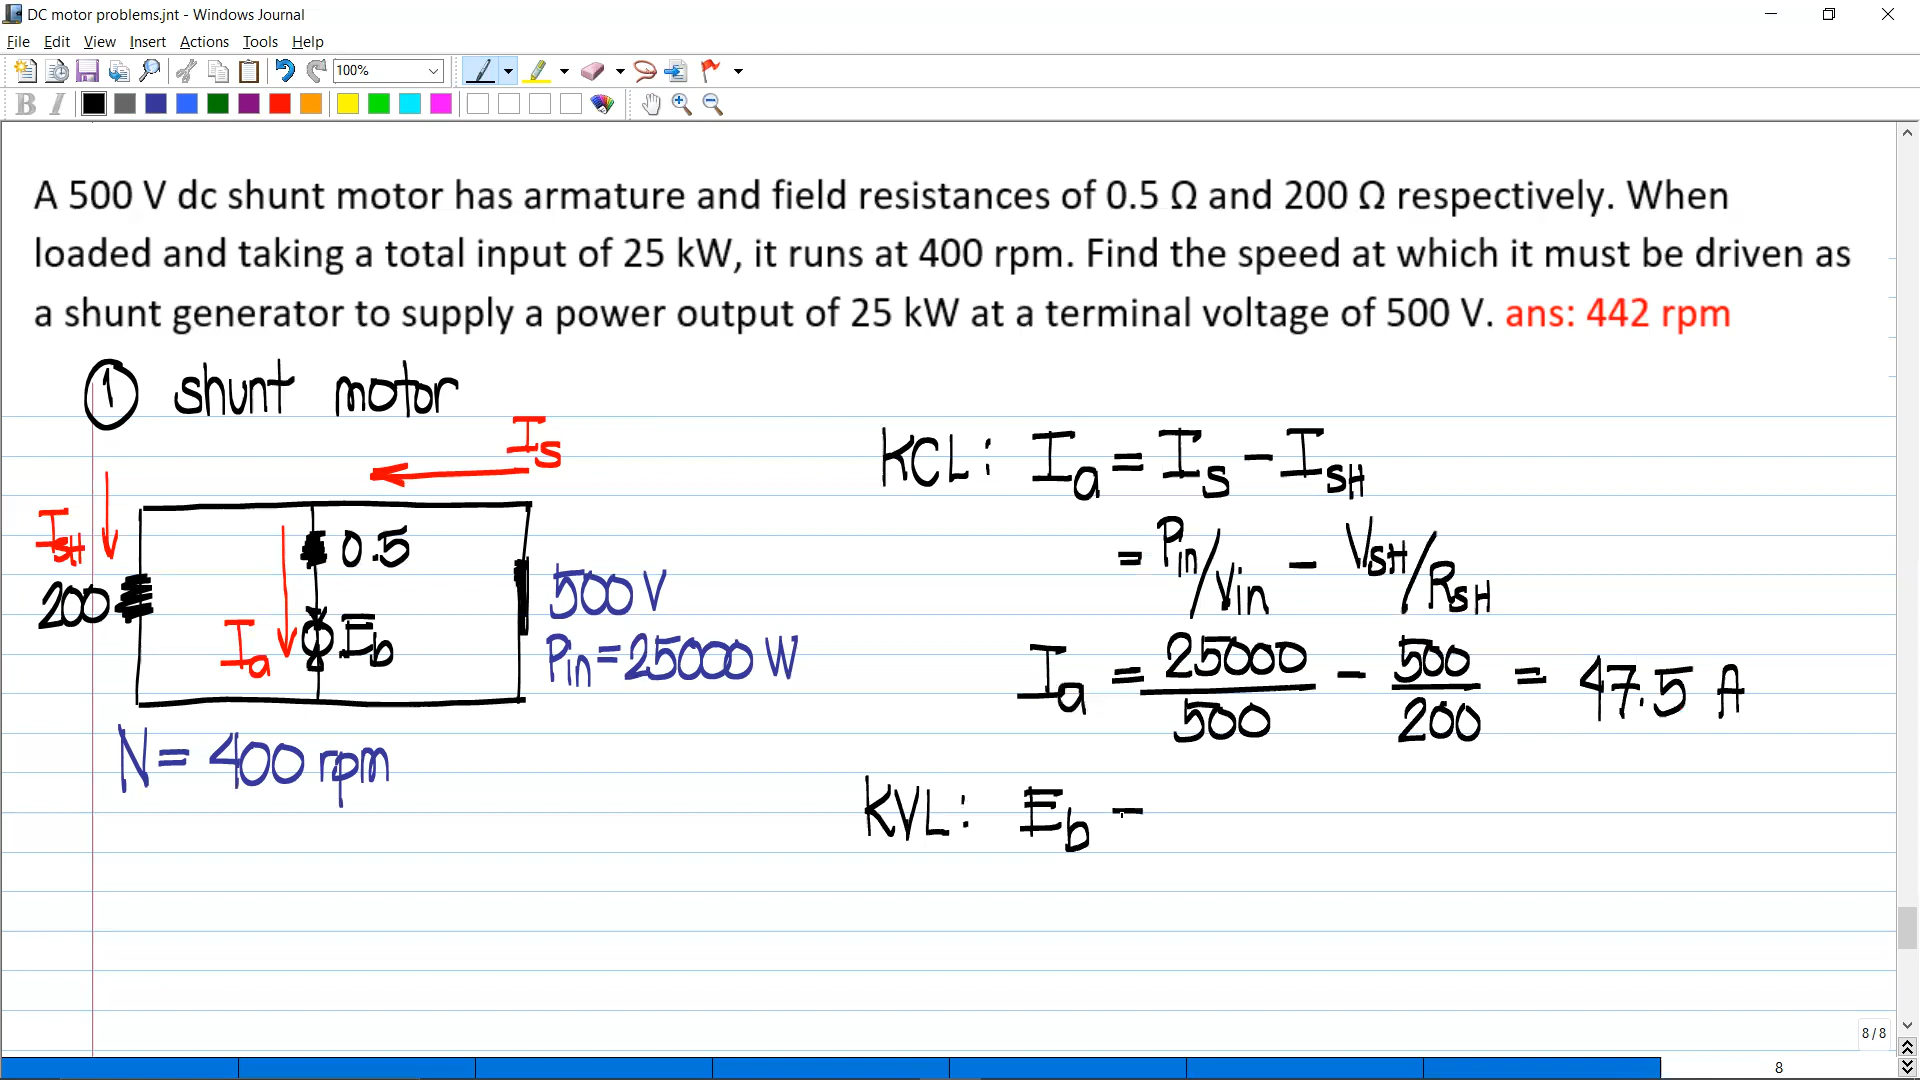 DC motor problems.jnt - Windows Journal
File Edit View Insert Actions Tools Help
100%
B I
A 500 V dc shunt motor has armature and field resistances of 0.5 Ω and 200 Ω respectively. When
loaded and taking a total input of 25 kW, it runs at 400 rpm. Find the speed at which it must be driven as
a shunt generator to supply a power output of 25 kW at a terminal voltage of 500 V. ans: 442 rpm
① shunt motor
Is
ISH
200
0.5
Ia
Eb
500 V
Pin = 25000 W
N = 400 rpm
KCL: Ia = Is - ISH
= Pin/Vin - VSH/RSH
Ia = 25000/500 - 500/200 = 47.5 A
KVL: Eb -
8 / 8
8